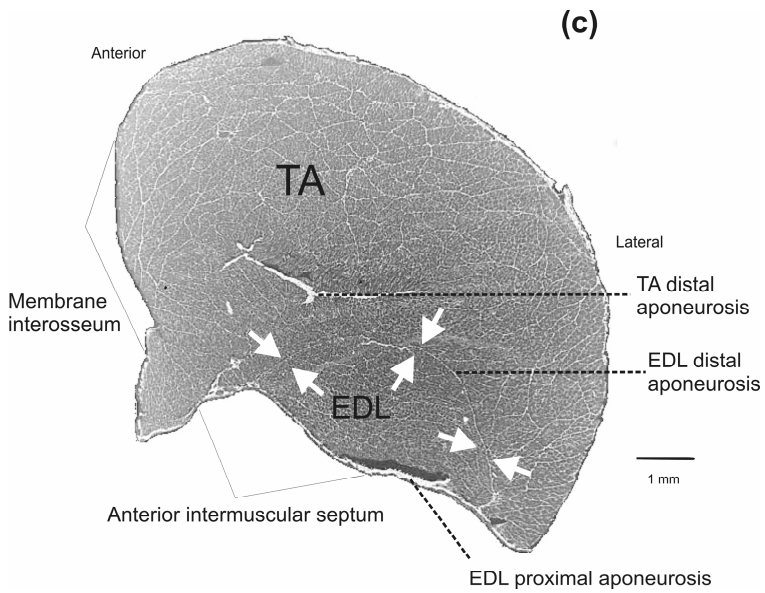 (c)
Anterior
TA
Lateral
TA distal
aponeurosis
Membrane
interosseum
EDL distal
aponeurosis
EDL
1 mm
Anterior intermuscular septum
EDL proximal aponeurosis